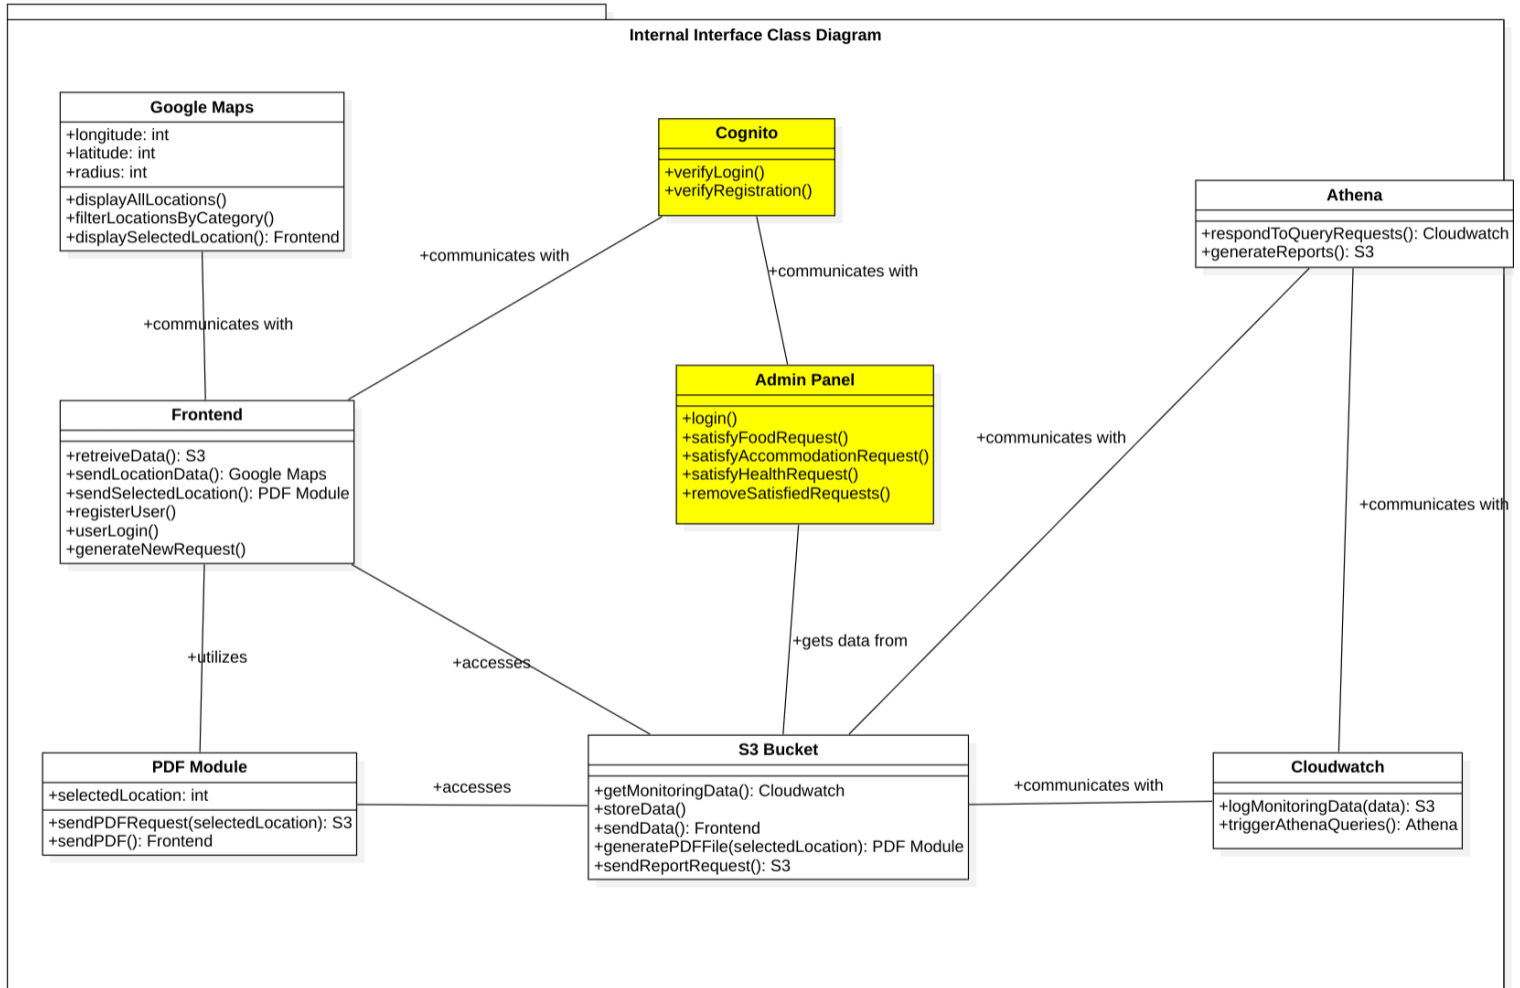 Internal Interface Class Diagram
Google Maps
+longitude: int
+latitude: int
+radius: int
+displayAllLocations()
+filterLocationsByCategory()
+displaySelectedLocation(): Frontend
Cognito
+verifyLogin()
+verifyRegistration()
Athena
+respondToQueryRequests(): Cloudwatch
+generateReports(): S3
+communicates with
+communicates with
+communicates with
Frontend
+retreiveData(): S3
+sendLocationData(): Google Maps
+sendSelectedLocation(): PDF Module
+registerUser()
+userLogin()
+generateNewRequest()
Admin Panel
+login()
+satisfyFoodRequest()
+satisfyAccommodationRequest()
+satisfyHealthRequest()
+removeSatisfiedRequests()
+communicates with
+communicates with
+utilizes
+accesses
+gets data from
PDF Module
+selectedLocation: int
+sendPDFRequest(selectedLocation): S3
+sendPDF(): Frontend
+accesses
S3 Bucket
+getMonitoringData(): Cloudwatch
+storeData()
+sendData(): Frontend
+generatePDFFile(selectedLocation): PDF Module
+sendReportRequest(): S3
+communicates with
Cloudwatch
+logMonitoringData(data): S3
+triggerAthenaQueries(): Athena